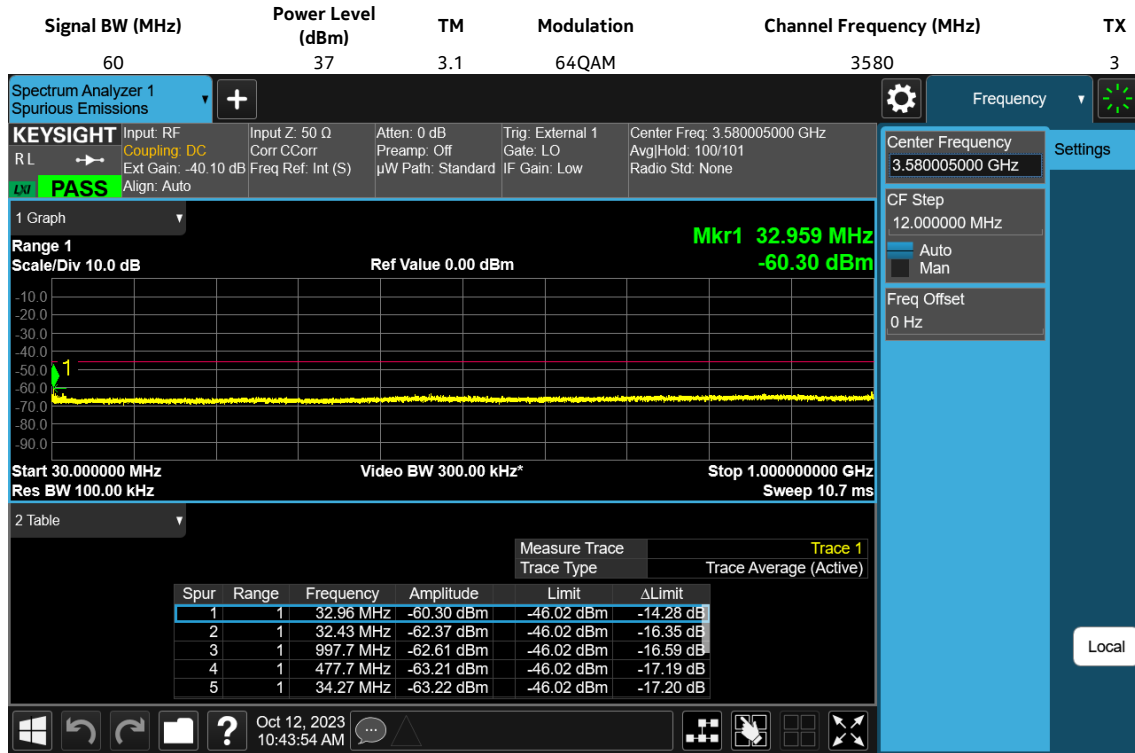 Signal BW (MHz) Power Level (dBm) TM Modulation Channel Frequency (MHz) TX
60 37 3.1 64QAM 3580 3
Spectrum Analyzer 1
Spurious Emissions
+
Frequency
KEYSIGHT Input: RF Input Z: 50 Ω Atten: 0 dB Trig: External 1 Center Freq: 3.580005000 GHz
Coupling: DC Corr CCorr Preamp: Off Gate: LO Avg|Hold: 100/101
R L Ext Gain: -40.10 dB Freq Ref: Int (S) µW Path: Standard IF Gain: Low Radio Std: None
LXI PASS Align: Auto
Center Frequency
3.580005000 GHz
Settings
CF Step
12.000000 MHz
Auto
Man
Freq Offset
0 Hz
1 Graph
Range 1
Mkr1 32.959 MHz
Scale/Div 10.0 dB Ref Value 0.00 dBm -60.30 dBm
-10.0
-20.0
-30.0
-40.0
-50.0
-60.0
-70.0
-80.0
-90.0
1
Start 30.000000 MHz Video BW 300.00 kHz* Stop 1.000000000 GHz
Res BW 100.00 kHz Sweep 10.7 ms
2 Table
Measure Trace Trace 1
Trace Type Trace Average (Active)
Spur Range Frequency Amplitude Limit ΔLimit
1 1 32.96 MHz -60.30 dBm -46.02 dBm -14.28 dB
2 1 32.43 MHz -62.37 dBm -46.02 dBm -16.35 dB
3 1 997.7 MHz -62.61 dBm -46.02 dBm -16.59 dB
4 1 477.7 MHz -63.21 dBm -46.02 dBm -17.19 dB
5 1 34.27 MHz -63.22 dBm -46.02 dBm -17.20 dB
Local
?
Oct 12, 2023
10:43:54 AM